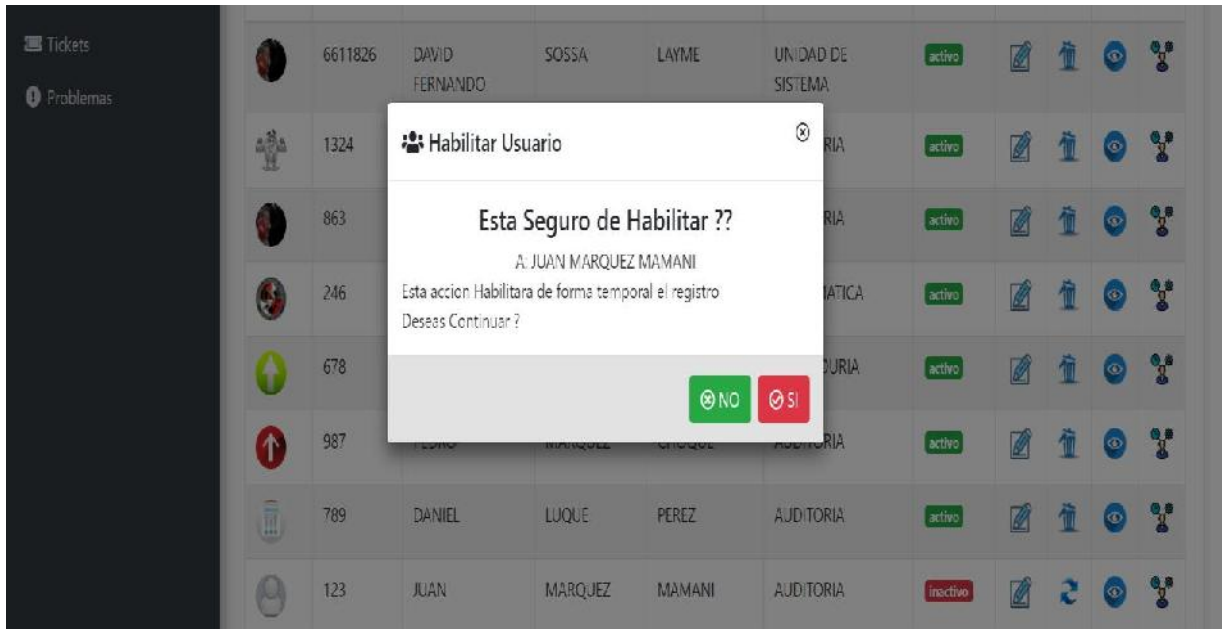 Tickets
Problemas
6611826 DAVID SOSSA LAYME UNIDAD DE activo
FERNANDO SISTEMA
Habilitar Usuario
1324 RIA activo
Esta Seguro de Habilitar ??
863 RIA activo
A: JUAN MARQUEZ MAMANI
Esta accion Habilitara de forma temporal el registro
246 activo
Deseas Continuar ?
678 activo
NO SI
987 activo
789 DANIEL LUQUE PEREZ AUDITORIA activo
123 JUAN MARQUEZ MAMANI AUDITORIA inactivo